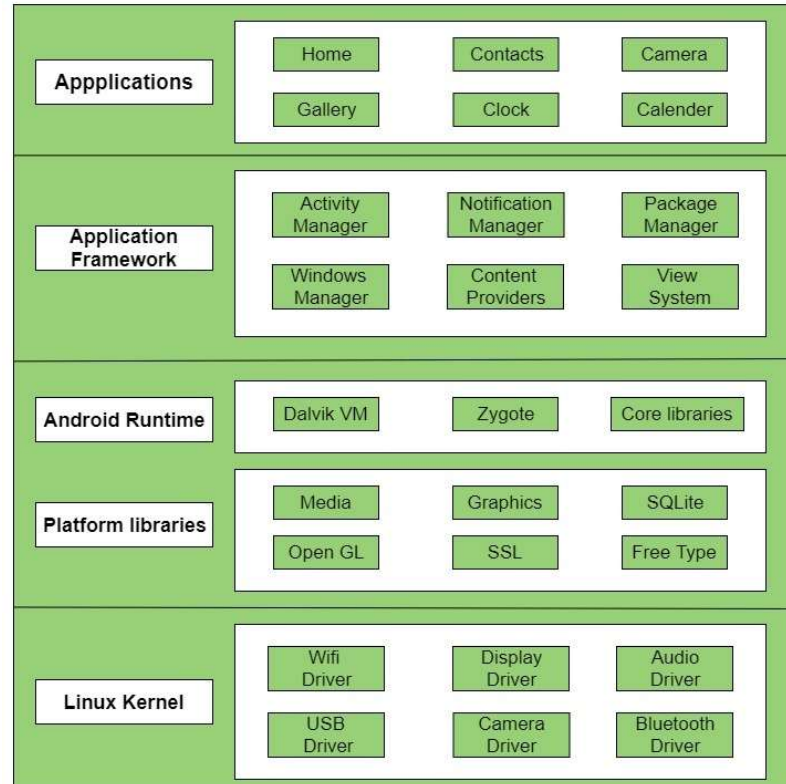 Appplications
Home
Contacts
Camera
Gallery
Clock
Calender
Application
Framework
Activity
Manager
Notification
Manager
Package
Manager
Windows
Manager
Content
Providers
View
System
Android Runtime
Dalvik VM
Zygote
Core libraries
Platform libraries
Media
Graphics
SQLite
Open GL
SSL
Free Type
Linux Kernel
Wifi
Driver
Display
Driver
Audio
Driver
USB
Driver
Camera
Driver
Bluetooth
Driver